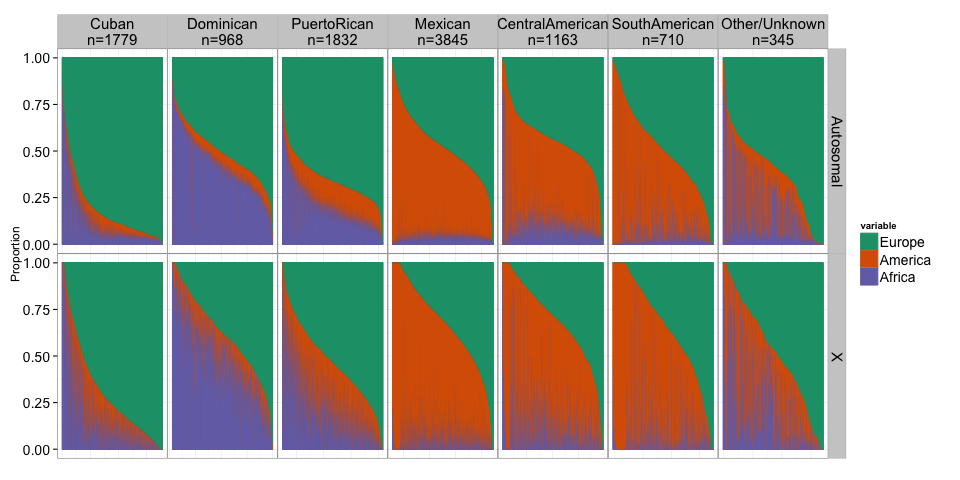 Cuban Dominican PuertoRican Mexican CentralAmerican SouthAmerican Other/Unknown
n=1779 n=968 n=1832 n=3845 n=1163 n=710 n=345
1.00
0.75
0.50
0.25
0.00
Autosomal
Proportion
1.00
0.75
0.50
0.25
0.00
X
variable
Europe
America
Africa